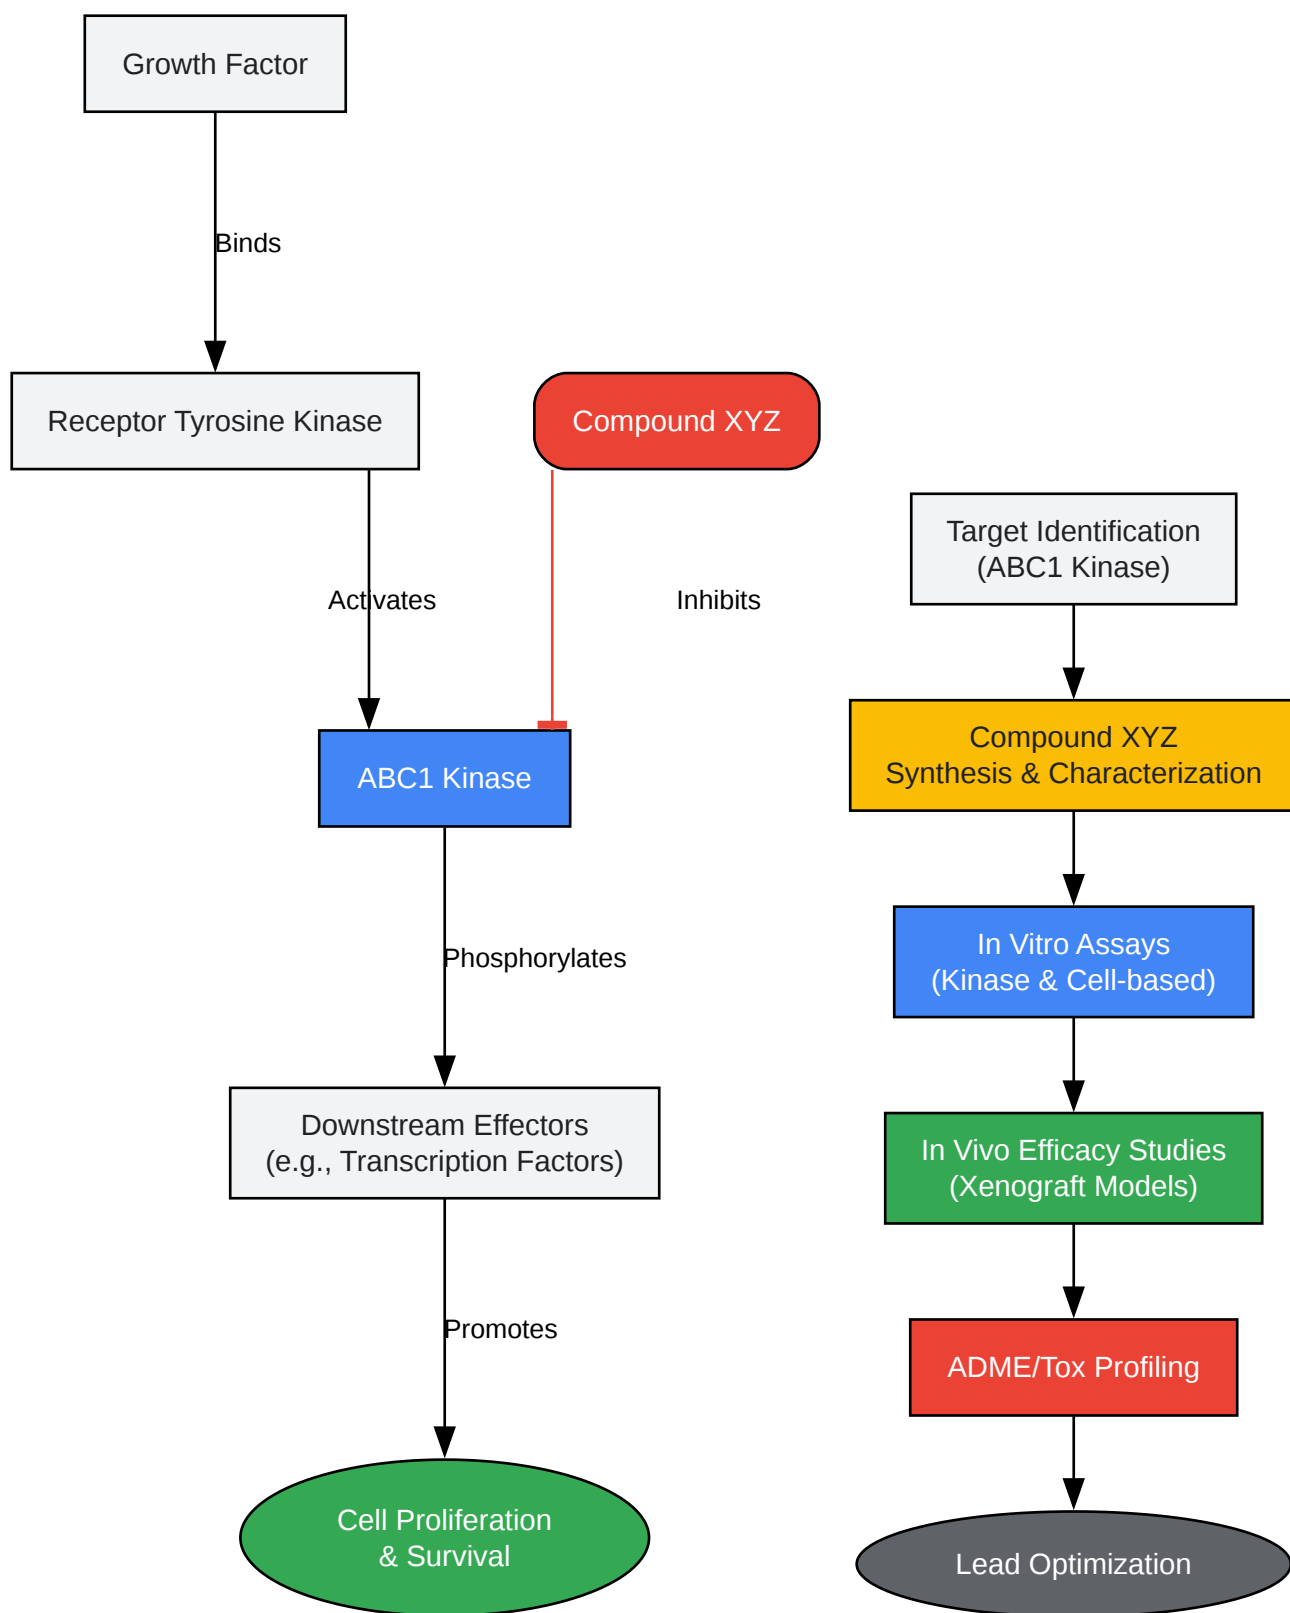 Growth Factor
Binds
Receptor Tyrosine Kinase
Compound XYZ
Activates
Inhibits
ABC1 Kinase
Phosphorylates
Downstream Effectors
(e.g., Transcription Factors)
Promotes
Cell Proliferation
& Survival
Target Identification
(ABC1 Kinase)
Compound XYZ
Synthesis & Characterization
In Vitro Assays
(Kinase & Cell-based)
In Vivo Efficacy Studies
(Xenograft Models)
ADME/Tox Profiling
Lead Optimization